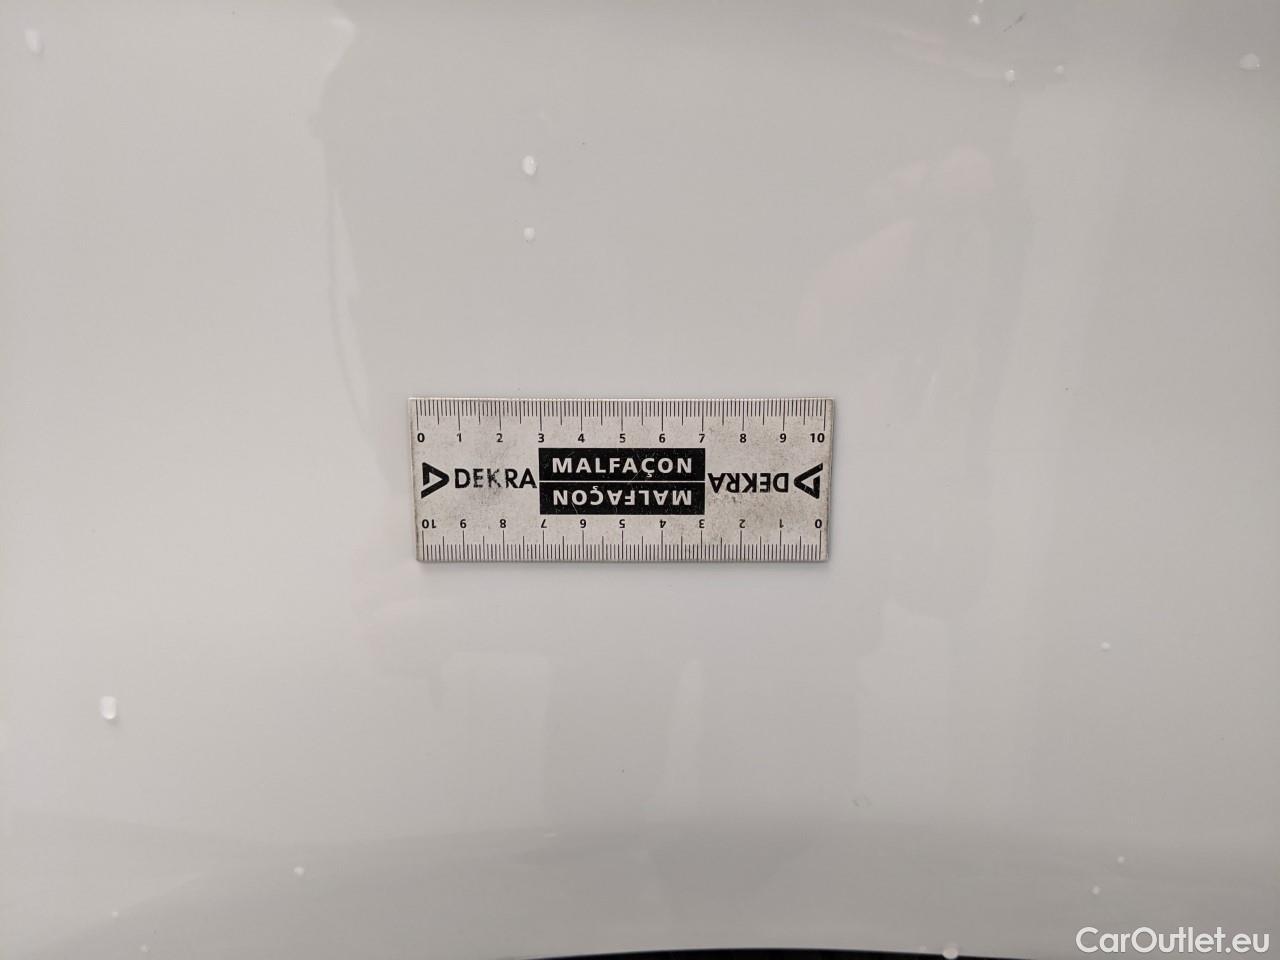 0 1 2 3 4 5 6 7 8 9 10
DEKRA MALFAÇON DEKRA
MALFAÇON
10 9 8 7 6 5 4 3 2 1 0
CarOutlet.eu